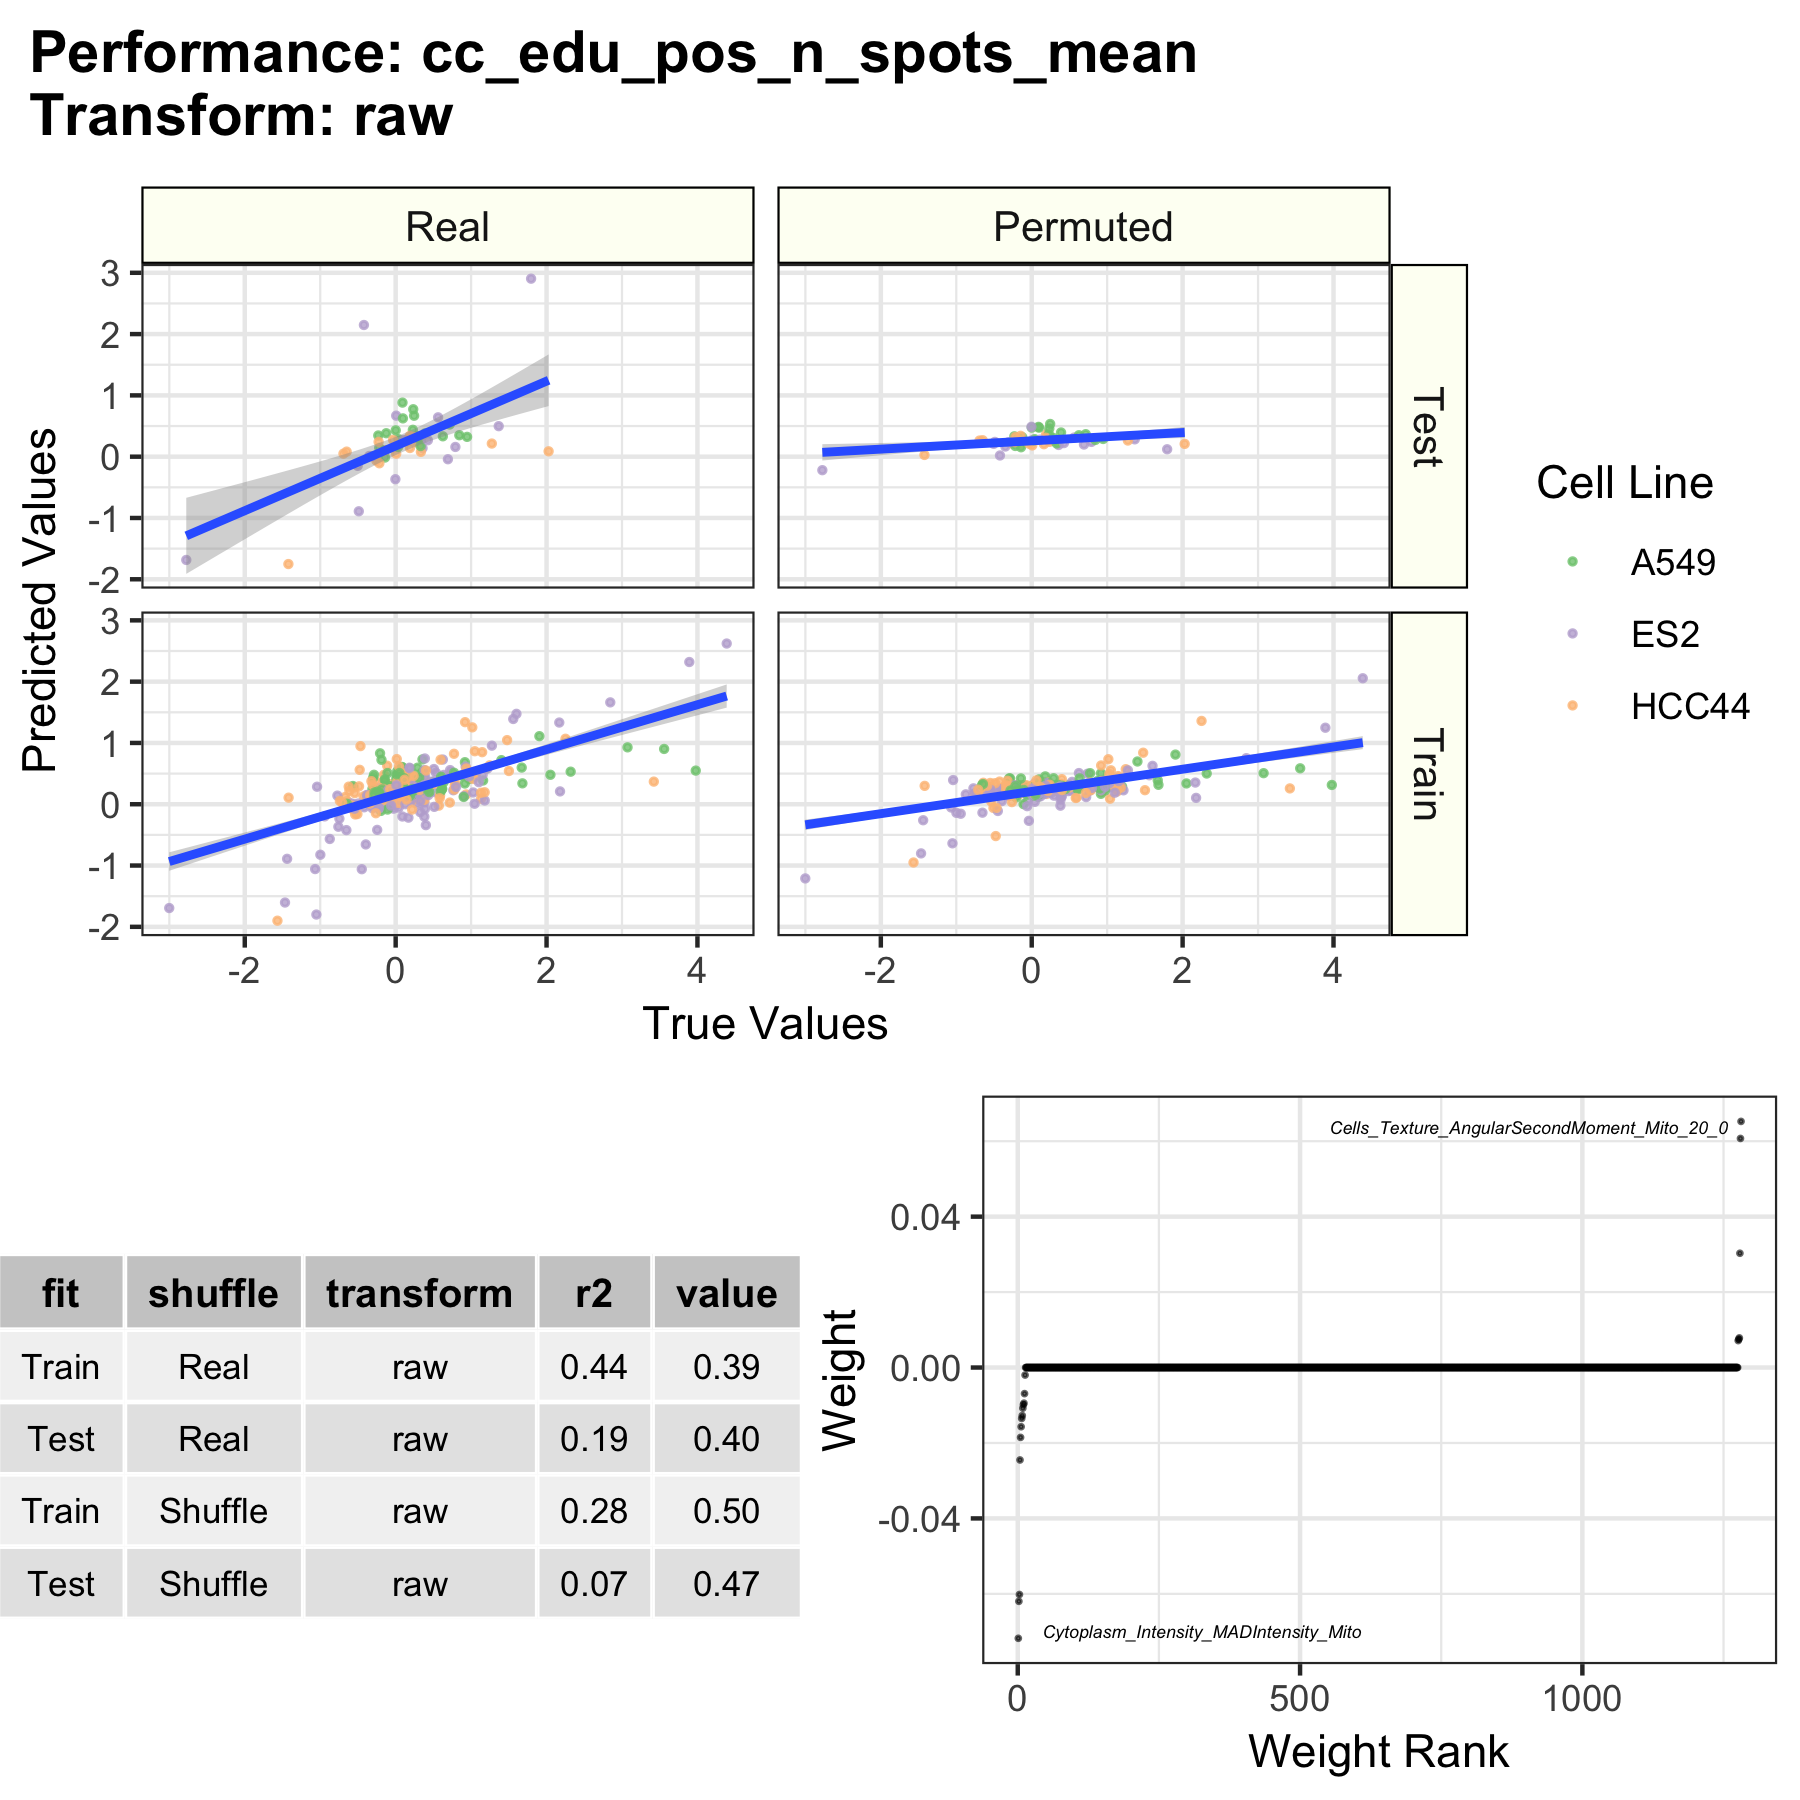 Performance: cc_edu_pos_n_spots_mean
Transform: raw
Real
Permuted
3
2
1
0
-1
-2
Test
3
2
1
0
-1
-2
Train
-2 0 2 4
-2 0 2 4
Predicted Values
True Values
Cell Line
A549
ES2
HCC44
fit shuffle transform r2 value
Train Real raw 0.44 0.39
Test Real raw 0.19 0.40
Train Shuffle raw 0.28 0.50
Test Shuffle raw 0.07 0.47
Weight
0.04
0.00
-0.04
Cells_Texture_AngularSecondMoment_Mito_20_0
Cytoplasm_Intensity_MADIntensity_Mito
0 500 1000
Weight Rank